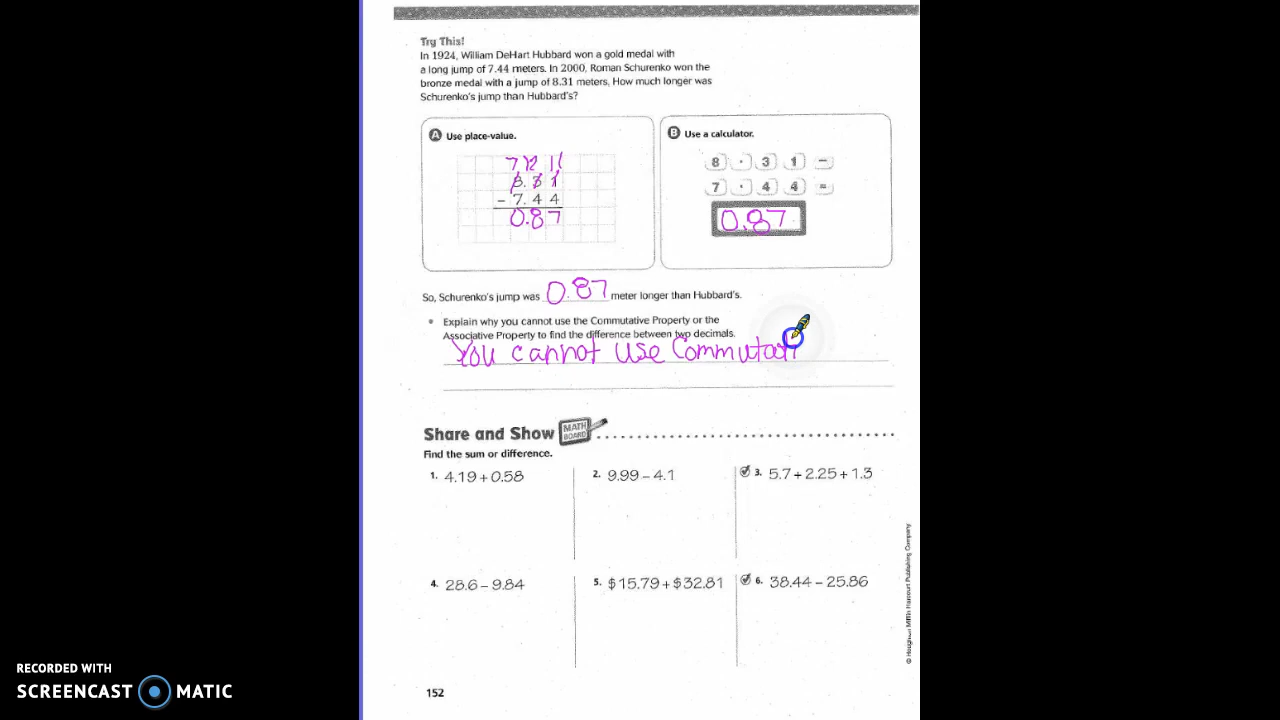 Try This!
In 1924, William DeHart Hubbard won a gold medal with
a long jump of 7.44 meters. In 2000, Roman Schurenko won the
bronze medal with a jump of 8.31 meters. How much longer was
Schurenko's jump than Hubbard's?
A Use place-value.
7 12 11
8.31
− 7.44
0.87
B Use a calculator.
8 . 3 1 −
7 . 4 4 =
0.87
So, Schurenko's jump was 0.87 meter longer than Hubbard's.
• Explain why you cannot use the Commutative Property or the
Associative Property to find the difference between two decimals.
You cannot use Commutati
Share and Show MATH BOARD
Find the sum or difference.
1. 4.19 + 0.58
2. 9.99 − 4.1
3. 5.7 + 2.25 + 1.3
4. 28.6 − 9.84
5. $15.79 + $32.81
6. 38.44 − 25.86
© Houghton Mifflin Harcourt Publishing Company
152
RECORDED WITH
SCREENCAST MATIC